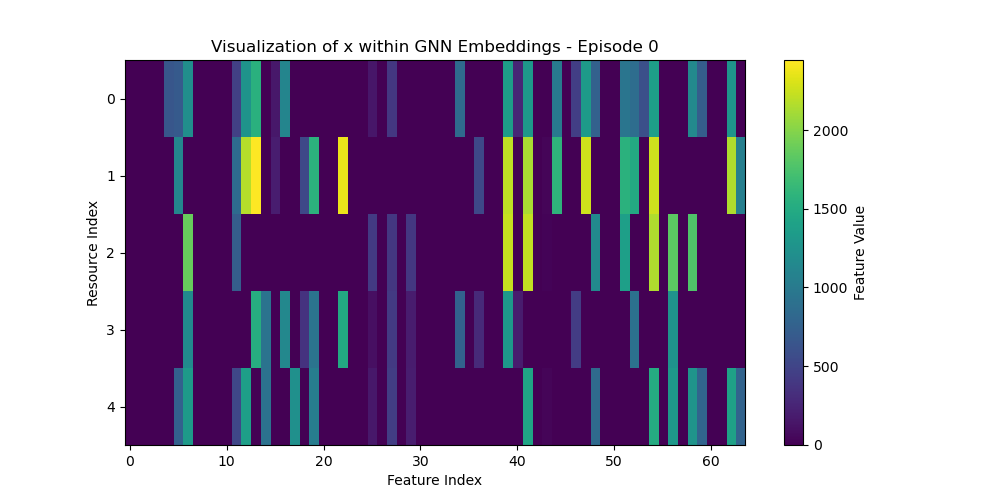 Visualization of x within GNN Embeddings - Episode 0
Resource Index
0
1
2
3
4
0 10 20 30 40 50 60
Feature Index
2000
1500
1000
500
0
Feature Value